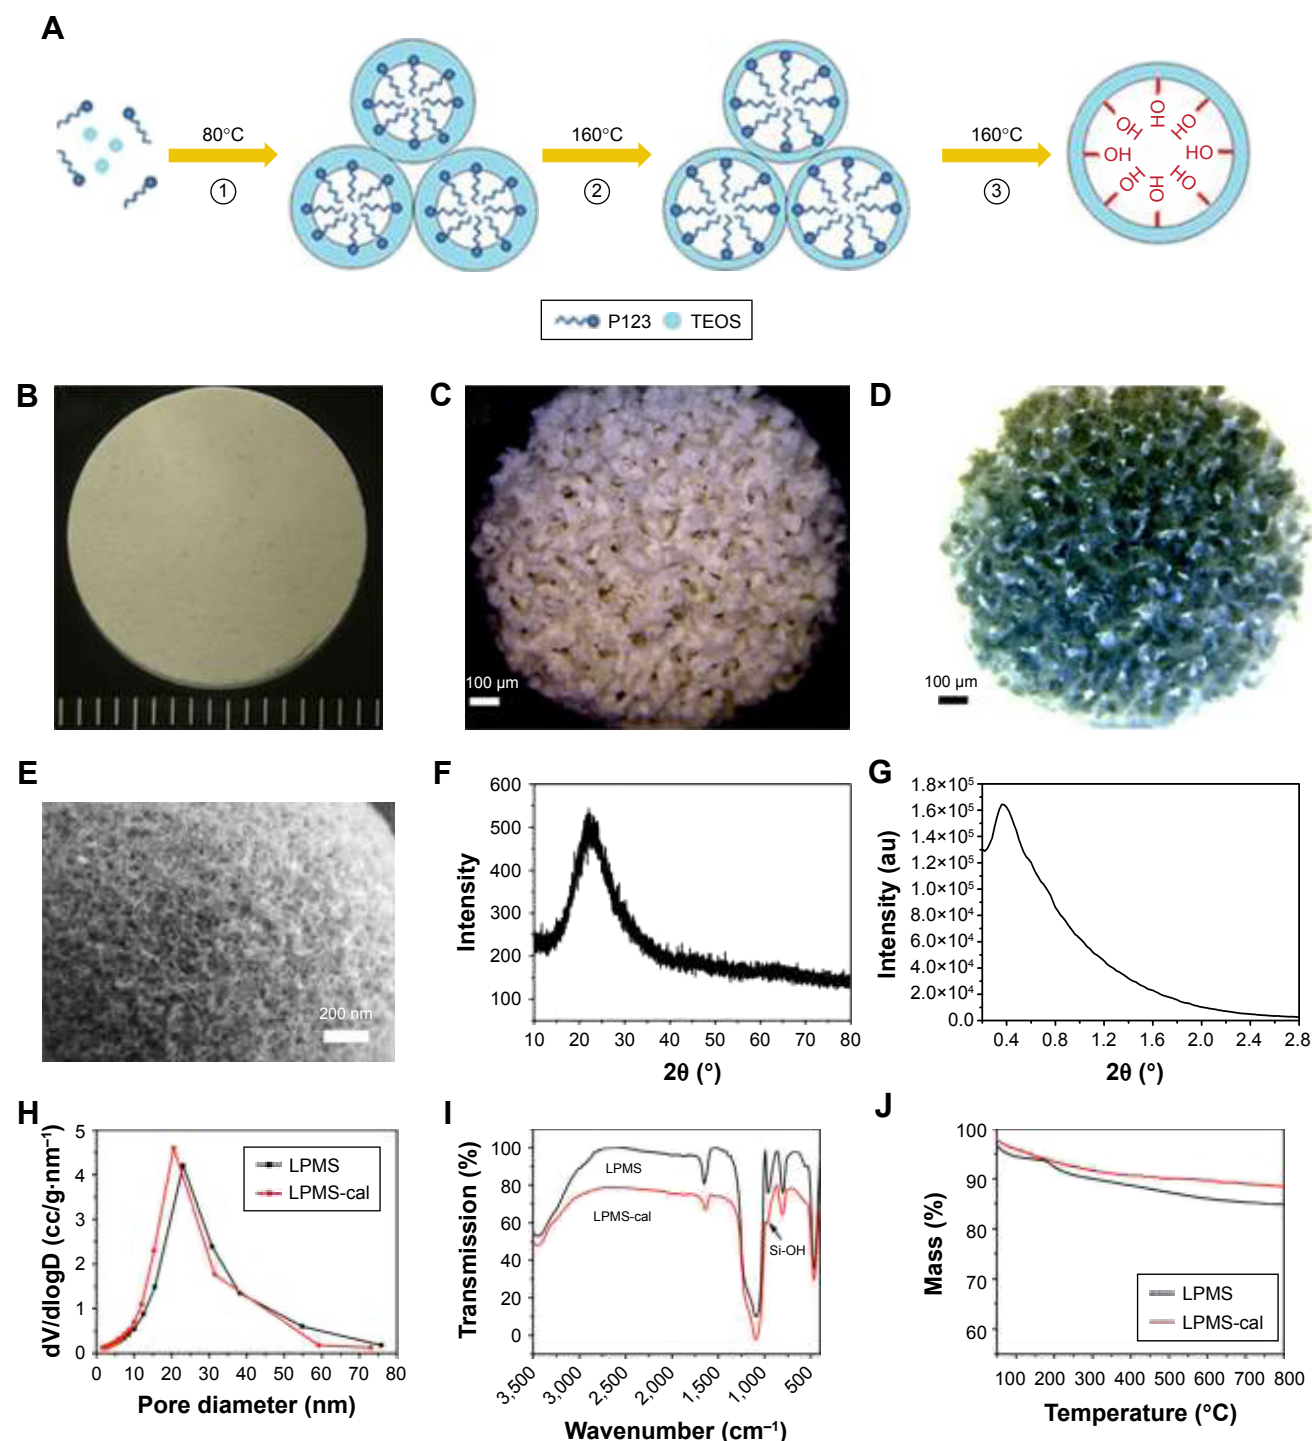 A
80°C
160°C
160°C
1
2
3
HO
HO
HO
OH
HO
HO
HO
HO
P123
TEOS
B
C
D
100 µm
100 µm
E
F
G
200 nm
600
500
400
300
200
100
10 20 30 40 50 60 70 80
Intensity
2θ (°)
1.8×10⁵
1.6×10⁵
1.4×10⁵
1.2×10⁵
1.0×10⁵
8.0×10⁴
6.0×10⁴
4.0×10⁴
2.0×10⁴
0.0
0.4 0.8 1.2 1.6 2.0 2.4 2.8
Intensity (au)
2θ (°)
H
5
4
3
2
1
0
0 10 20 30 40 50 60 70 80
dV/dlogD (cc/g·nm⁻¹)
Pore diameter (nm)
LPMS
LPMS-cal
I
100
80
60
40
20
0
3,500 3,000 2,500 2,000 1,500 1,000 500
Transmission (%)
Wavenumber (cm⁻¹)
LPMS
LPMS-cal
Si-OH
J
100
90
80
70
60
100 200 300 400 500 600 700 800
Mass (%)
Temperature (°C)
LPMS
LPMS-cal